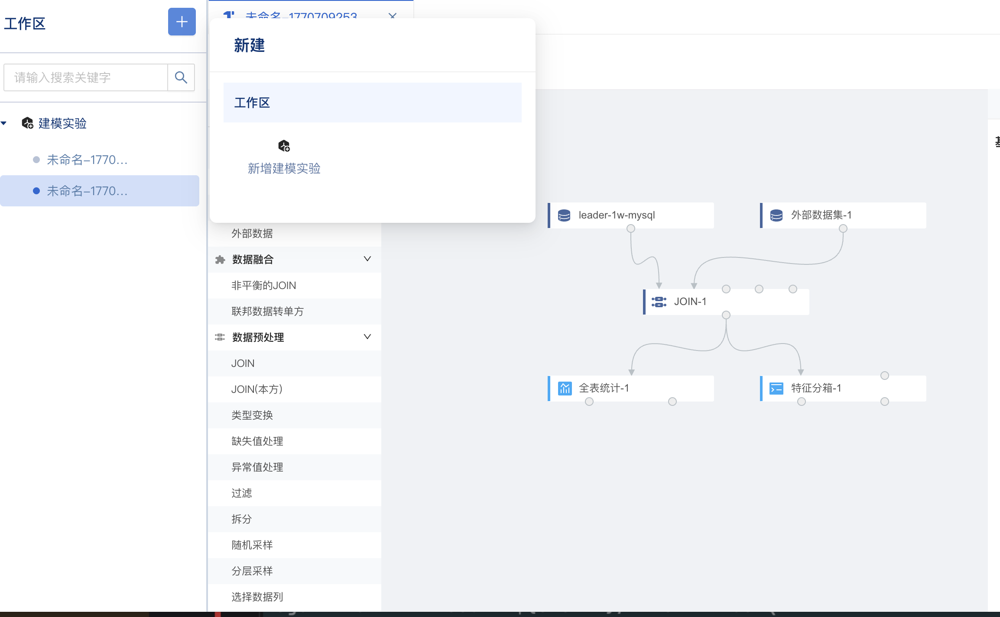 工作区
未命名-1770709253
新建
请输入搜索关键字
工作区
建模实验
新增建模实验
未命名-1770...
未命名-1770...
外部数据
数据融合
非平衡的JOIN
联邦数据转单方
数据预处理
JOIN
JOIN(本方)
类型变换
缺失值处理
异常值处理
过滤
拆分
随机采样
分层采样
选择数据列
leader-1w-mysql
外部数据集-1
JOIN-1
全表统计-1
特征分箱-1